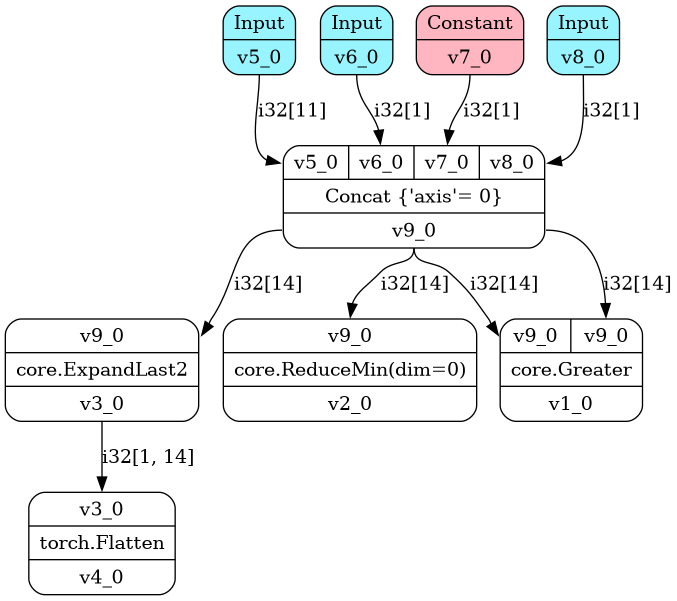 Input
v5_0
Input
v6_0
Constant
v7_0
Input
v8_0
i32[11]
i32[1]
i32[1]
i32[1]
v5_0
v6_0
v7_0
v8_0
Concat {'axis'= 0}
v9_0
i32[14]
i32[14]
i32[14]
i32[14]
v9_0
core.ExpandLast2
v3_0
v9_0
core.ReduceMin(dim=0)
v2_0
v9_0
v9_0
core.Greater
v1_0
i32[1, 14]
v3_0
torch.Flatten
v4_0